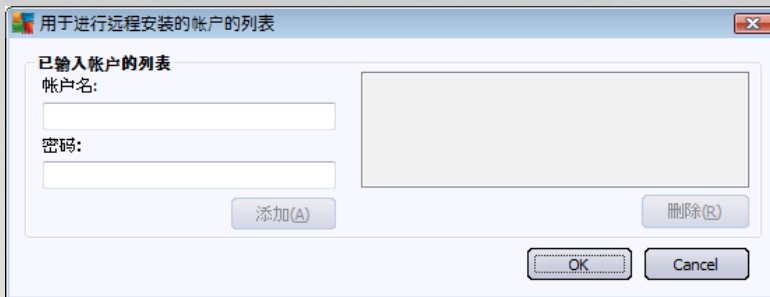 用于进行远程安装的帐户的列表
已输入帐户的列表
帐户名:
密码:
添加(A)
删除(R)
OK
Cancel